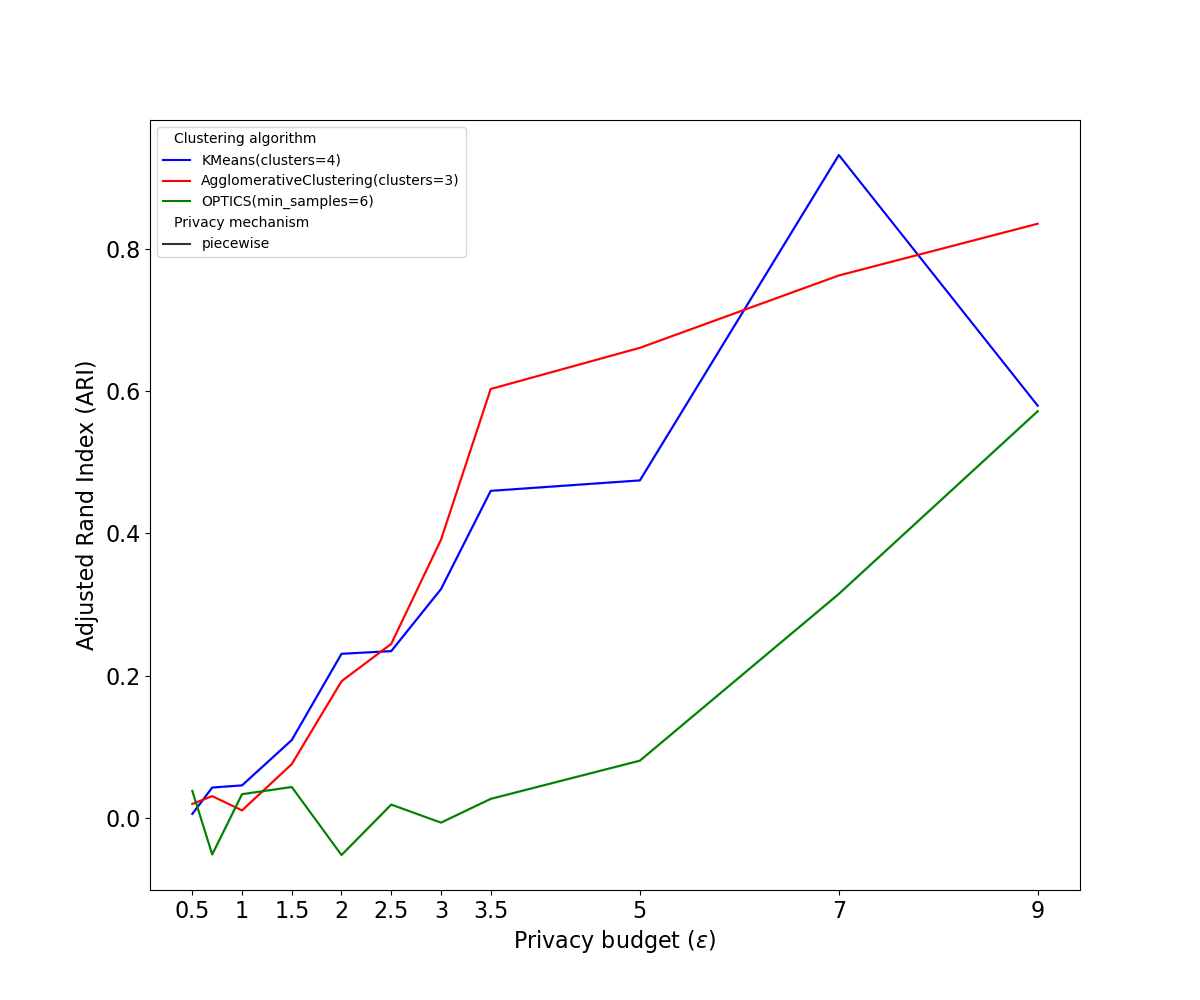 Clustering algorithm
KMeans(clusters=4)
AgglomerativeClustering(clusters=3)
OPTICS(min_samples=6)
Privacy mechanism
piecewise
Adjusted Rand Index (ARI)
0.8
0.6
0.4
0.2
0.0
0.5 1 1.5 2 2.5 3 3.5 5 7 9
Privacy budget (ε)